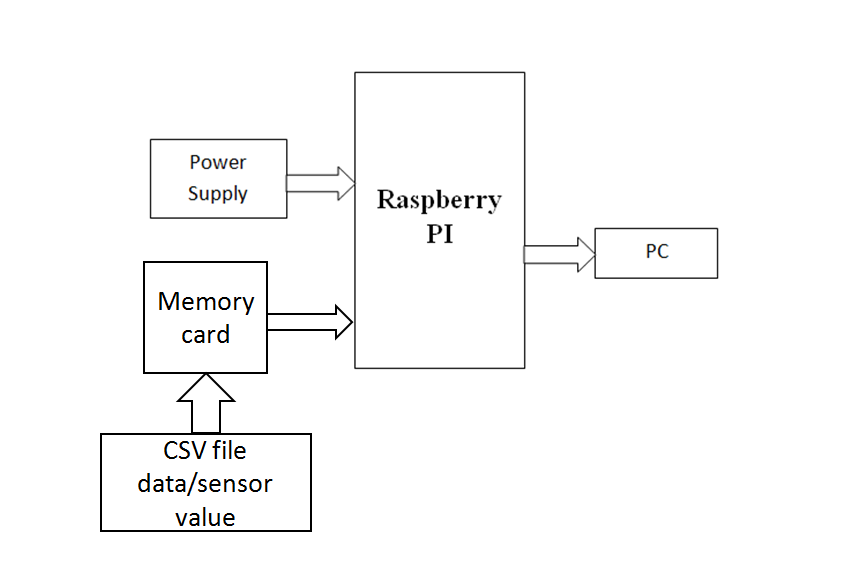 Power
Supply
Raspberry
PI
PC
Memory
card
CSV file
data/sensor
value